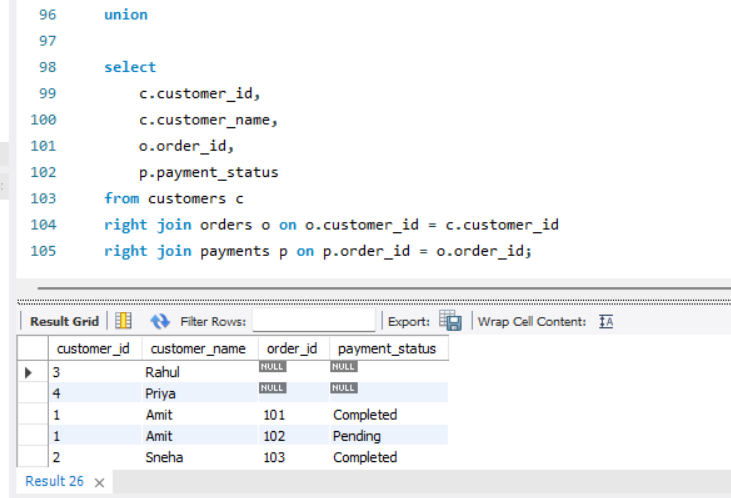 96 union
97
98 select
99 c.customer_id,
100 c.customer_name,
101 o.order_id,
102 p.payment_status
103 from customers c
104 right join orders o on o.customer_id = c.customer_id
105 right join payments p on p.order_id = o.order_id;
Result Grid Filter Rows: Export: Wrap Cell Content: IA
customer_id customer_name order_id payment_status
3 Rahul NULL NULL
4 Priya NULL NULL
1 Amit 101 Completed
1 Amit 102 Pending
2 Sneha 103 Completed
Result 26 ×